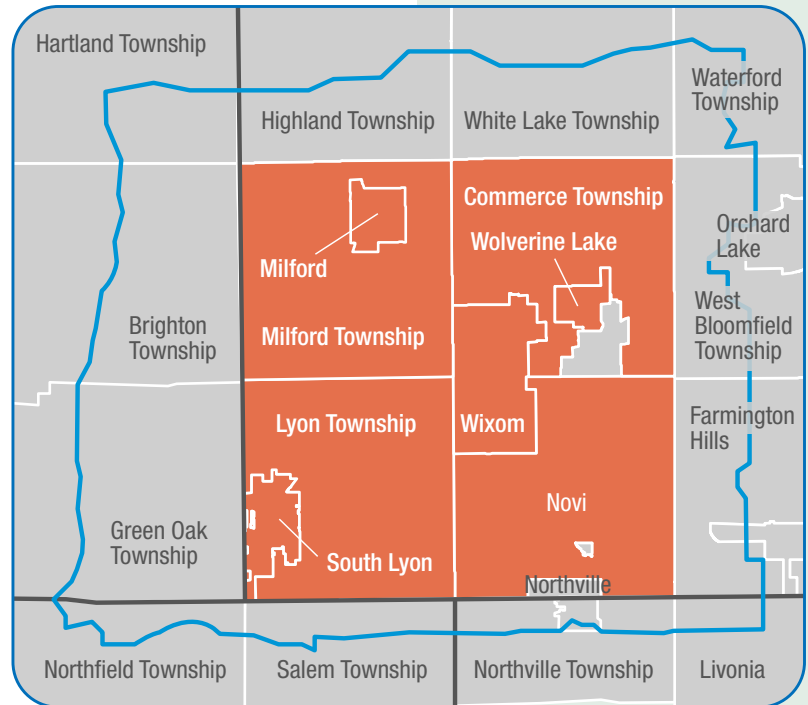 Hartland Township
Waterford
Township
Highland Township
White Lake Township
Commerce Township
Orchard
Lake
Wolverine Lake
Milford
West
Bloomfield
Township
Brighton
Township
Milford Township
Lyon Township
Wixom
Farmington
Hills
Novi
Green Oak
Township
South Lyon
Northville
Northfield Township
Salem Township
Northville Township
Livonia